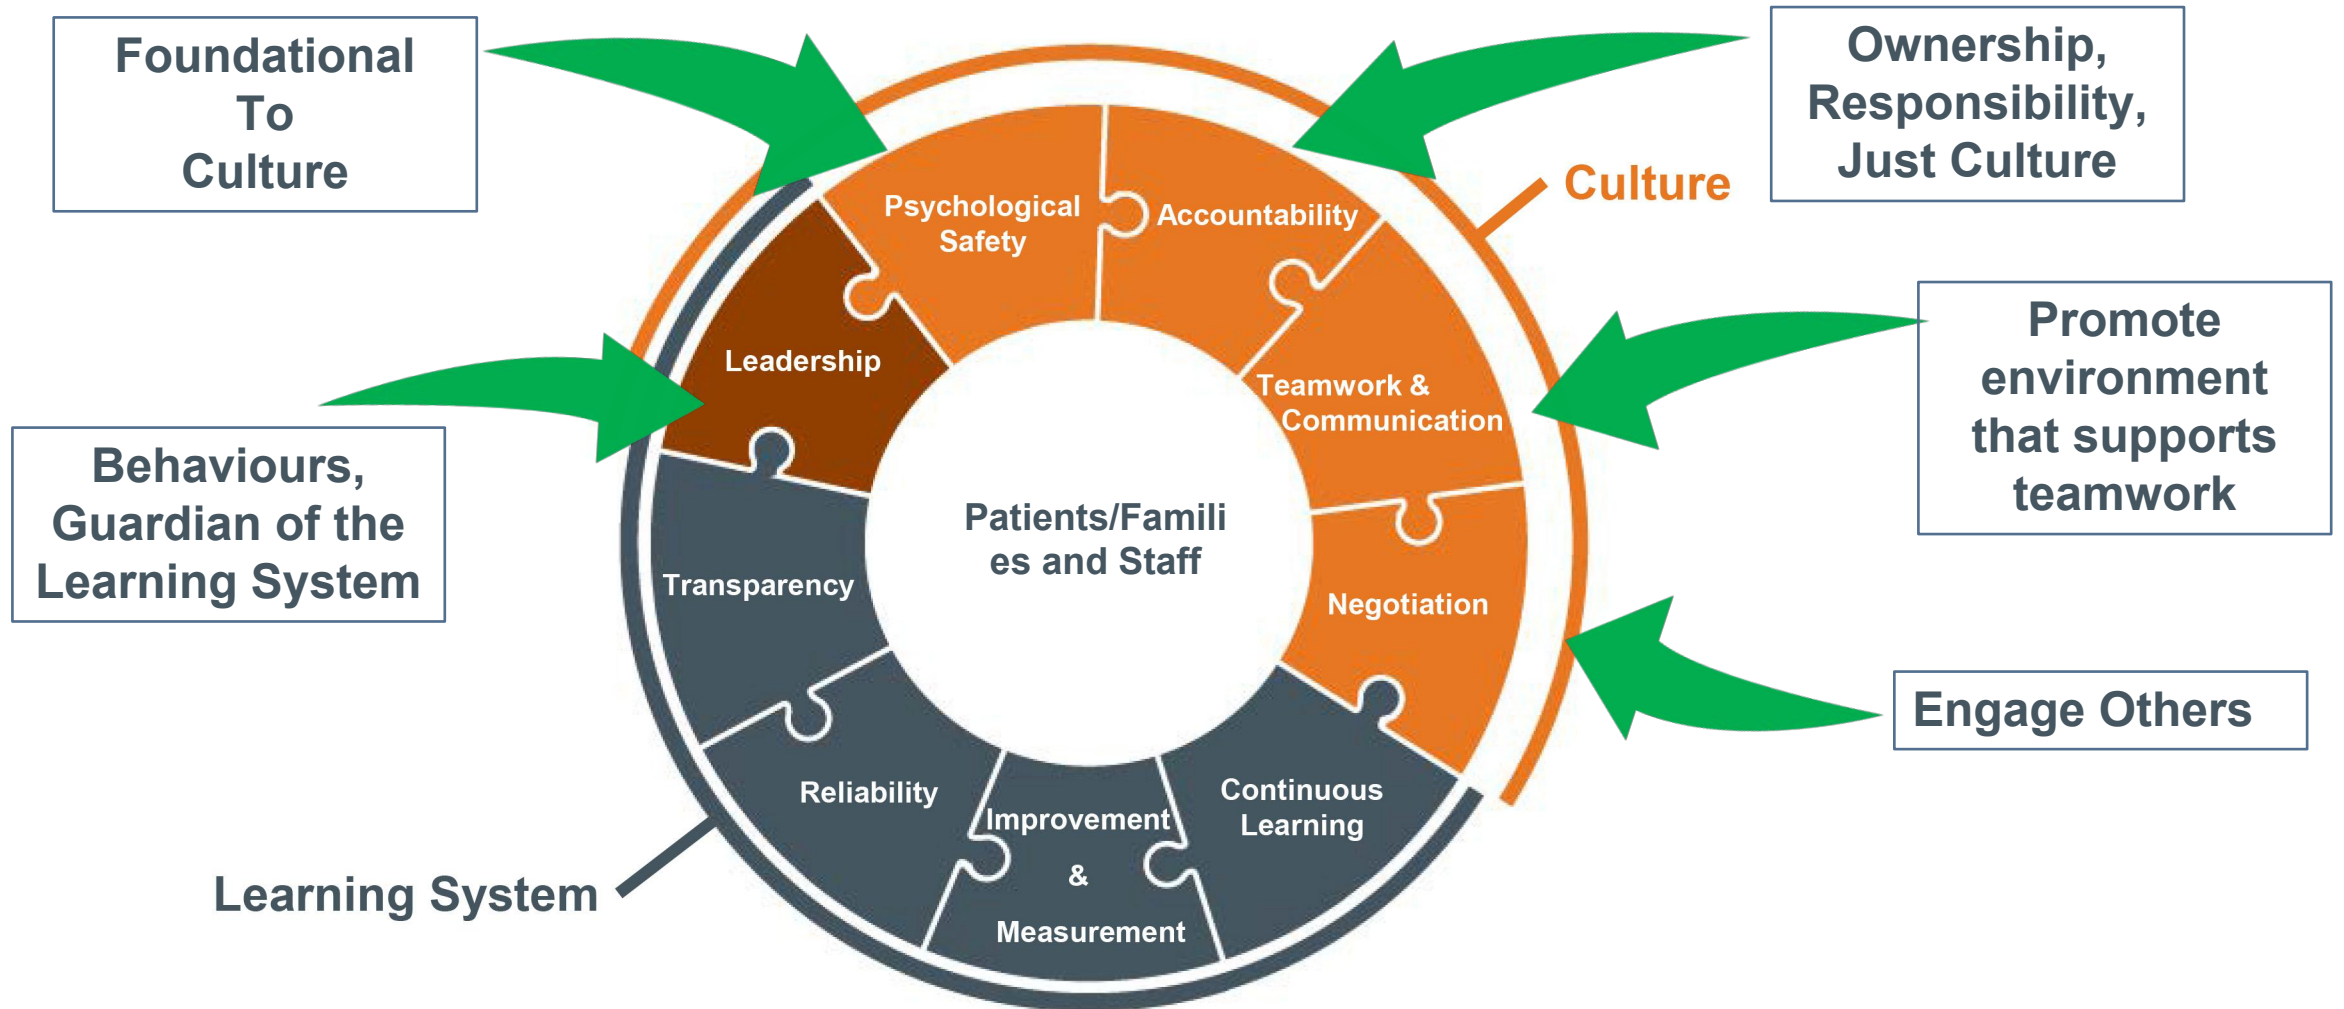 Foundational
To
Culture
Ownership,
Responsibility,
Just Culture
Culture
Psychological
Safety
Accountability
Leadership
Teamwork &
Communication
Promote
environment
that supports
teamwork
Behaviours,
Guardian of the
Learning System
Patients/Famili
es and Staff
Transparency
Negotiation
Engage Others
Reliability
Improvement
&
Measurement
Continuous
Learning
Learning System